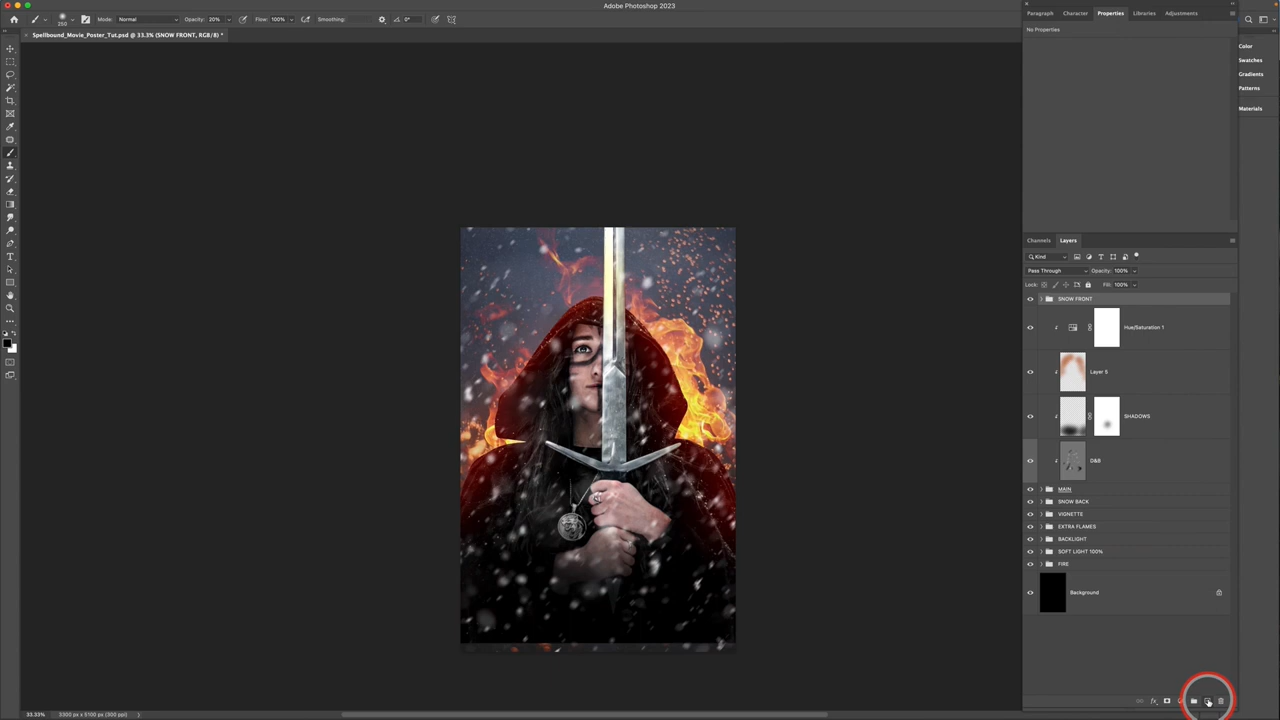 Adobe Photoshop 2023
250
Mode: Normal
Opacity: 20%
Flow: 100%
Smoothing:
0°
Spellbound_Movie_Poster_Tut.psd @ 33.3% (SNOW FRONT, RGB/8) *
Paragraph
Character
Properties
Libraries
Adjustments
No Properties
Color
Swatches
Gradients
Patterns
Materials
Channels
Layers
Kind
Pass Through
Opacity: 100%
Lock:
Fill: 100%
SNOW FRONT
Hue/Saturation 1
Layer 5
SHADOWS
D&B
MAIN
SNOW BACK
VIGNETTE
EXTRA FLAMES
BACKLIGHT
SOFT LIGHT 100%
FIRE
Background
fx
33.33%